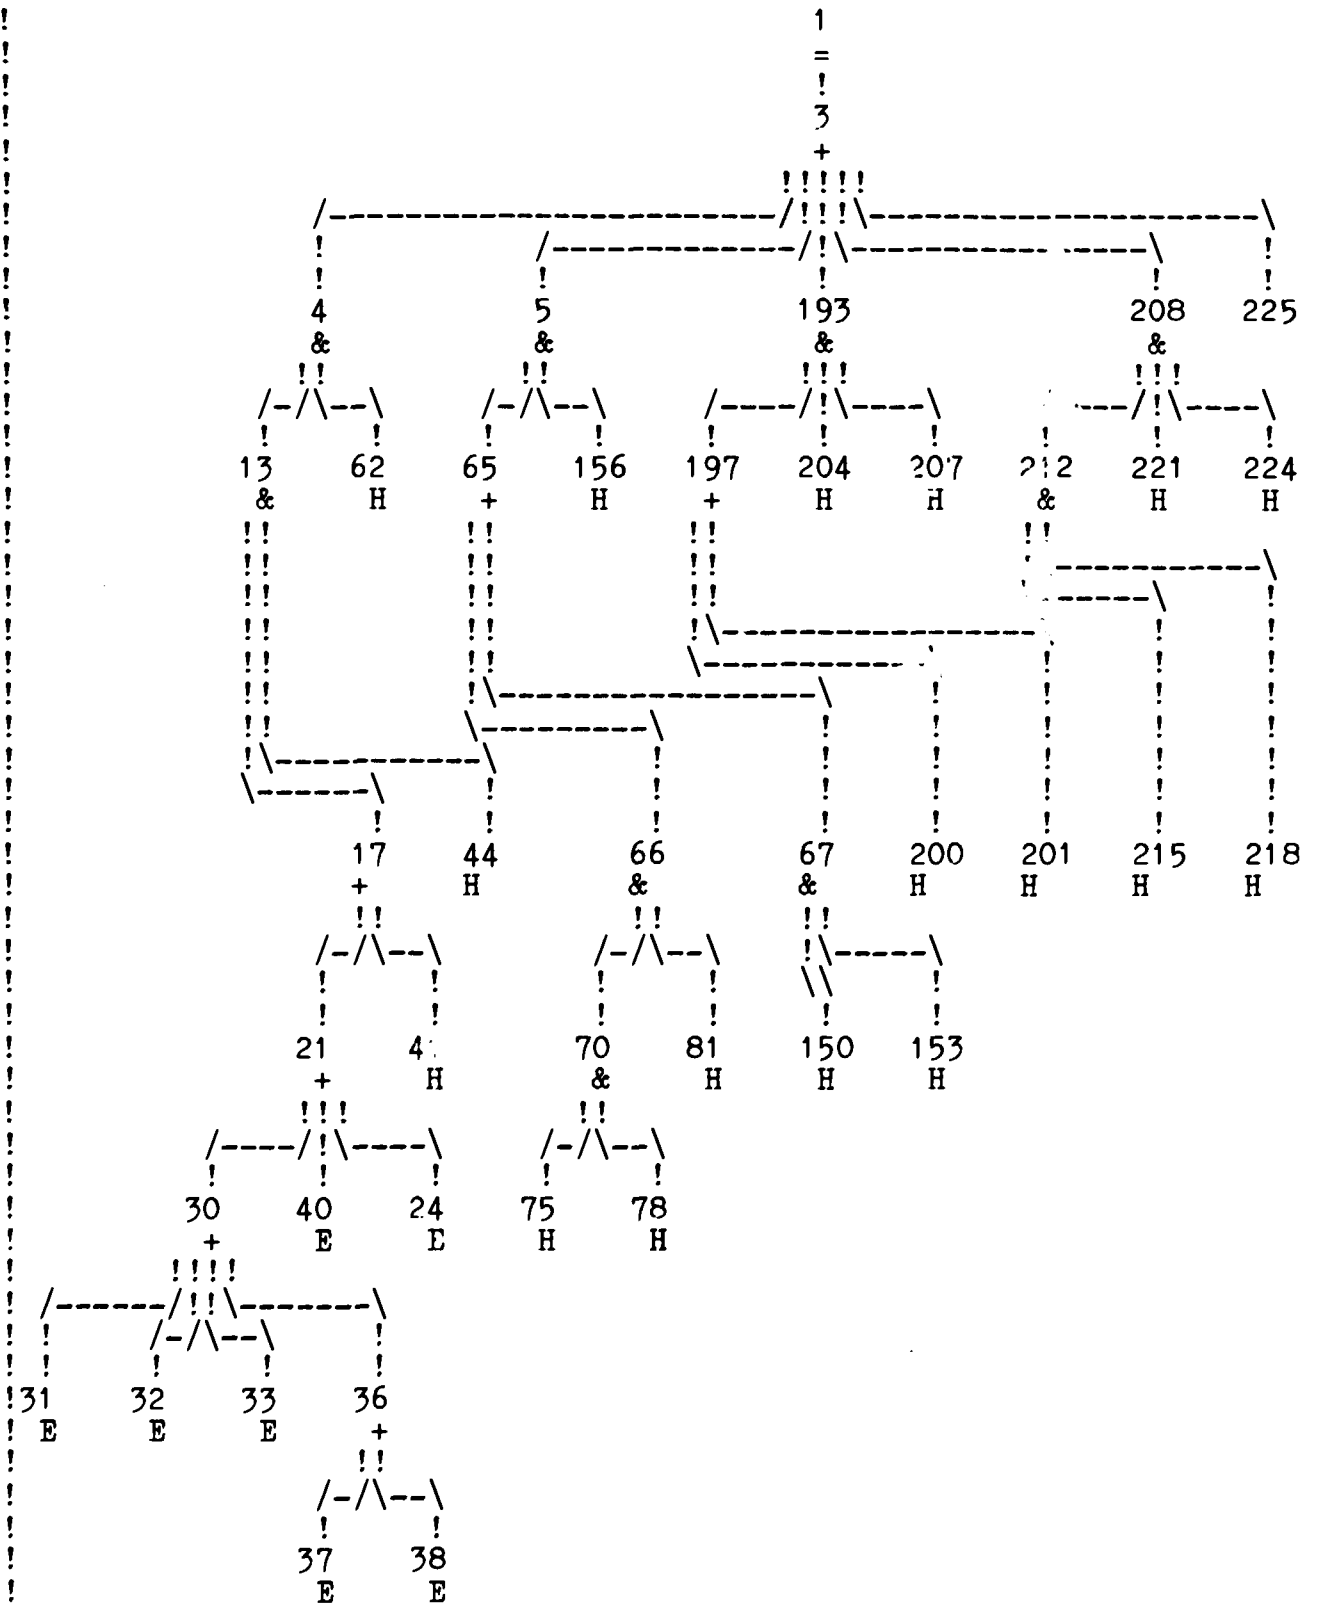 1
=
3
+
4 5 193 208 225
& & & &
13 62 65 156 197 204 207 212 221 224
& H + H + H H & H H
17 44 66 67 200 201 215 218
+ H & & H H H H
21 70 81 150 153
+ H & H H H
30 40 24 75 78
+ E E H H
31 32 33 36
E E E +
37 38
E E